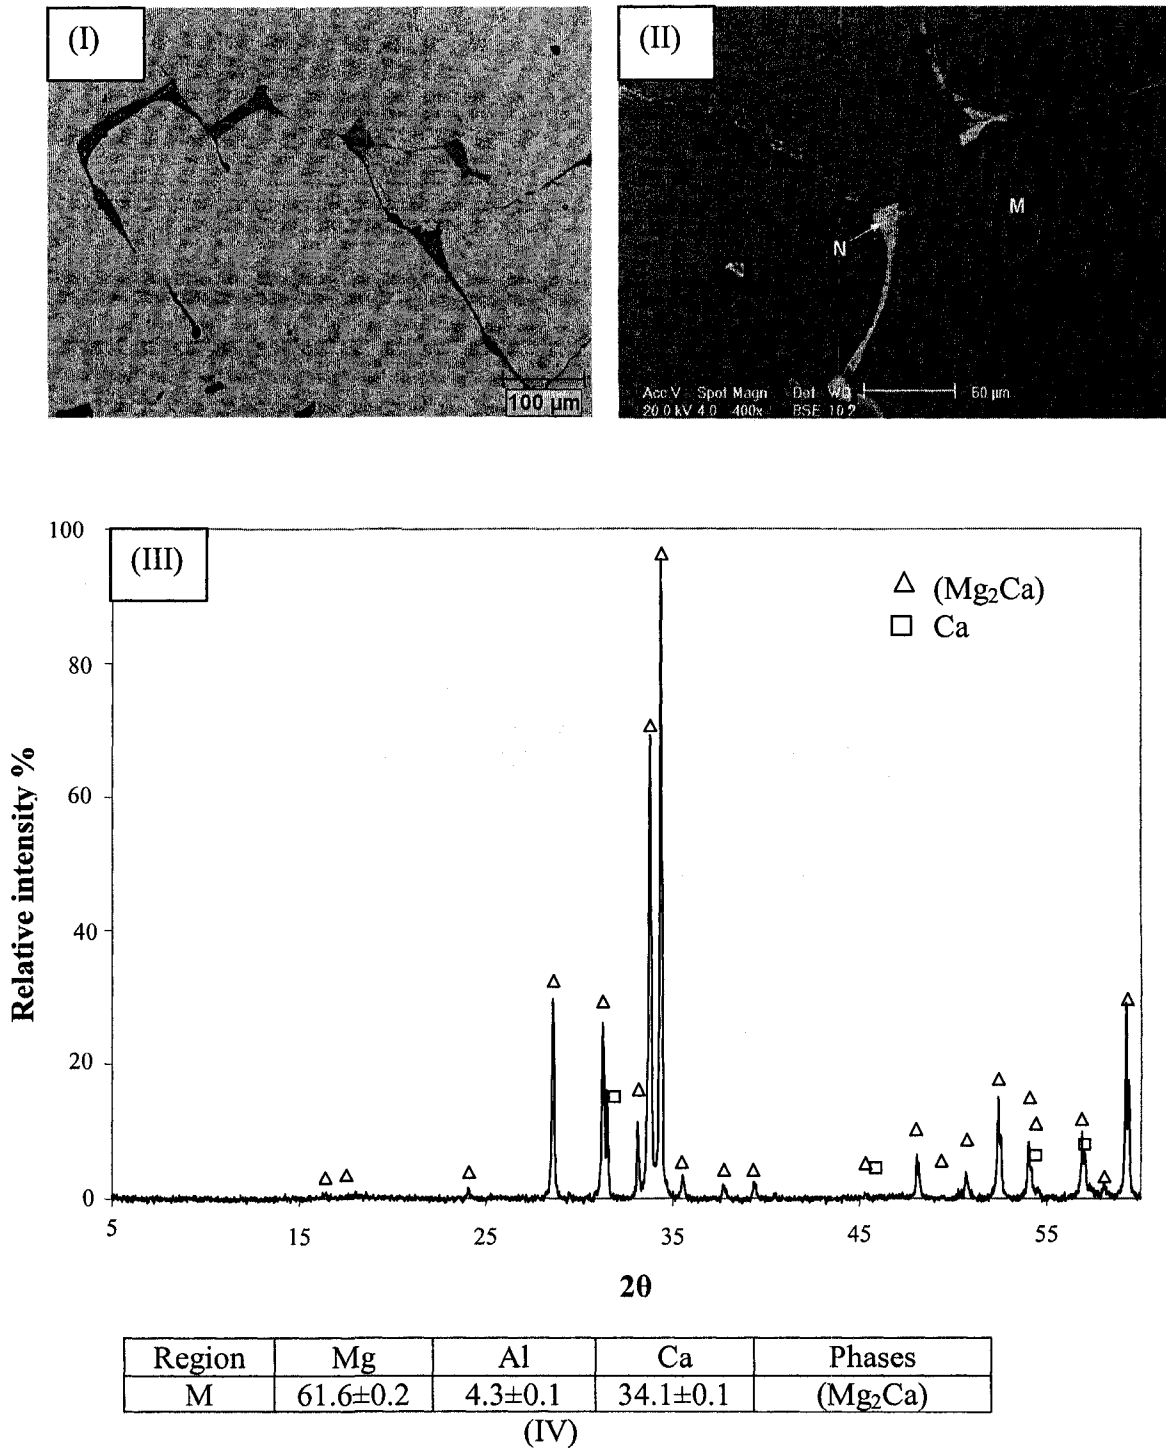 (I)
100 µm
(II)
M
N
Acc.V Spot Magn Det WD 50 µm
20.0 kV 4.0 400x BSE 10.2
(III)
100
80
60
40
20
0
Relative intensity %
(Mg₂Ca)
Ca
5 15 25 35 45 55
2θ
Region Mg Al Ca Phases
M 61.6±0.2 4.3±0.1 34.1±0.1 (Mg₂Ca)
(IV)